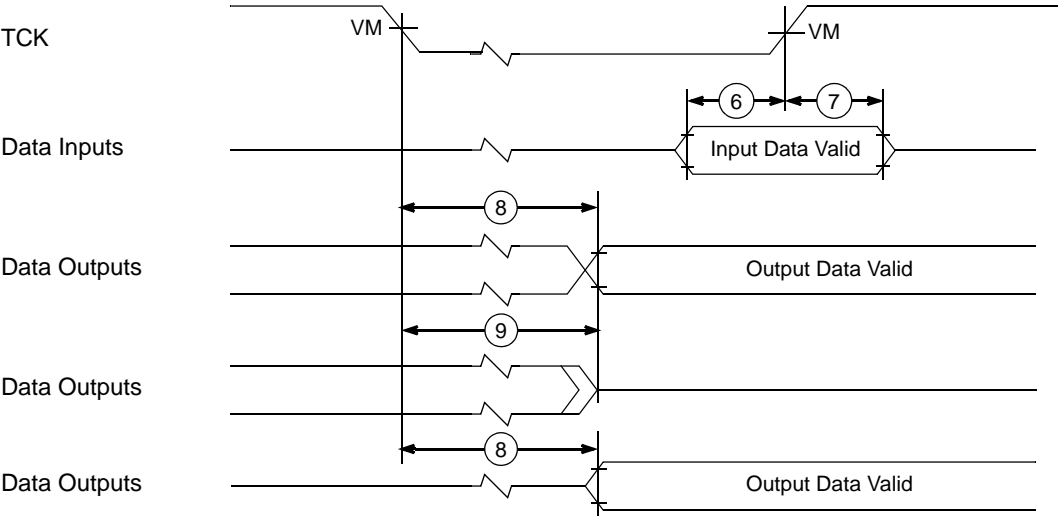 TCK
VM
VM
6
7
Data Inputs
Input Data Valid
8
Data Outputs
Output Data Valid
9
Data Outputs
8
Data Outputs
Output Data Valid